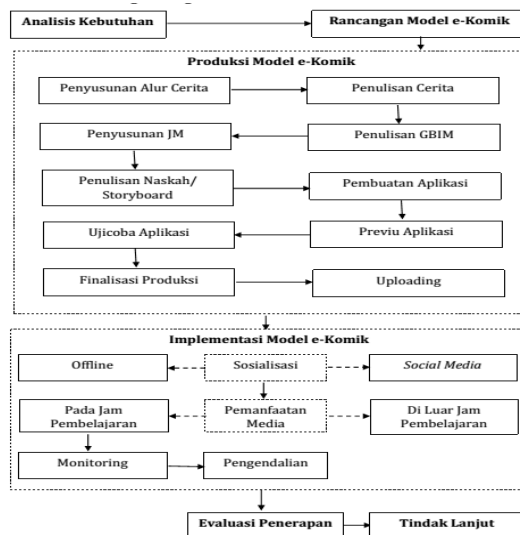 Analisis Kebutuhan
Rancangan Model e-Komik
Produksi Model e-Komik
Penyusunan Alur Cerita
Penulisan Cerita
Penyusunan JM
Penulisan GBIM
Penulisan Naskah/
Storyboard
Pembuatan Aplikasi
Ujicoba Aplikasi
Previu Aplikasi
Finalisasi Produksi
Uploading
Implementasi Model e-Komik
Offline
Sosialisasi
Social Media
Pada Jam
Pembelajaran
Pemanfaatan
Media
Di Luar Jam
Pembelajaran
Monitoring
Pengendalian
Evaluasi Penerapan
Tindak Lanjut